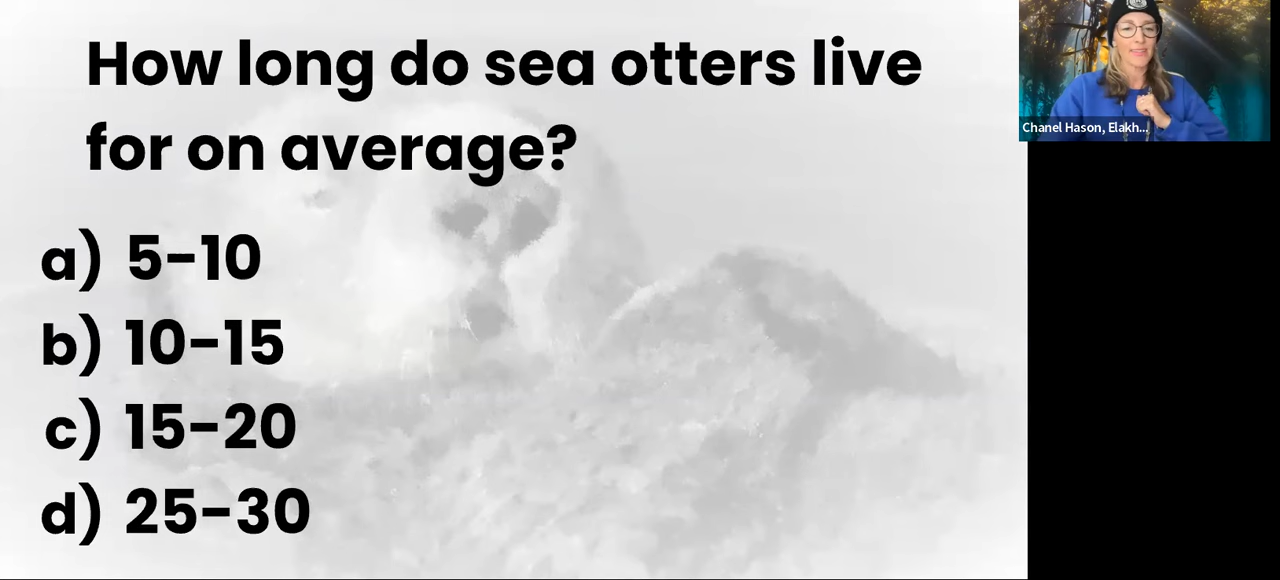 How long do sea otters live
for on average?
a) 5-10
b) 10-15
c) 15-20
d) 25-30
Chanel Hason, Elakh...